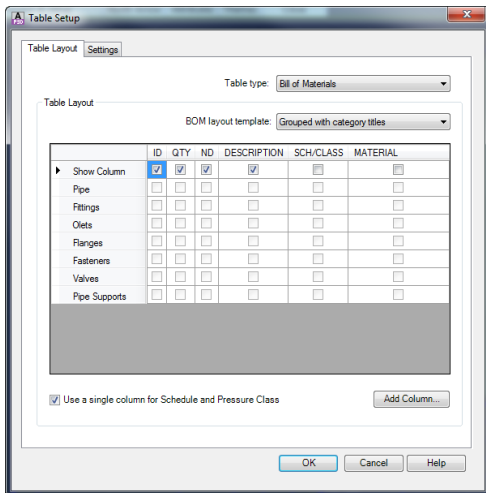 Table Setup
Table Layout Settings
Table type: Bill of Materials
Table Layout
BOM layout template: Grouped with category titles
ID QTY ND DESCRIPTION SCH/CLASS MATERIAL
Show Column
Pipe
Fittings
Olets
Flanges
Fasteners
Valves
Pipe Supports
Use a single column for Schedule and Pressure Class Add Column...
OK Cancel Help